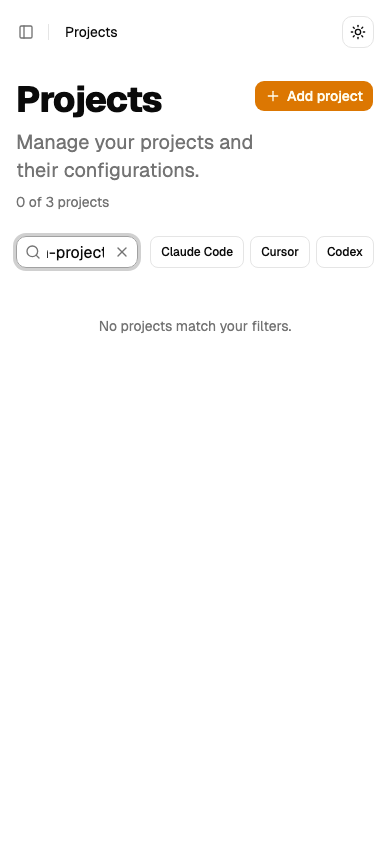 Projects
Projects
Add project
Manage your projects and
their configurations.
0 of 3 projects
-project
Claude Code
Cursor
Codex
No projects match your filters.